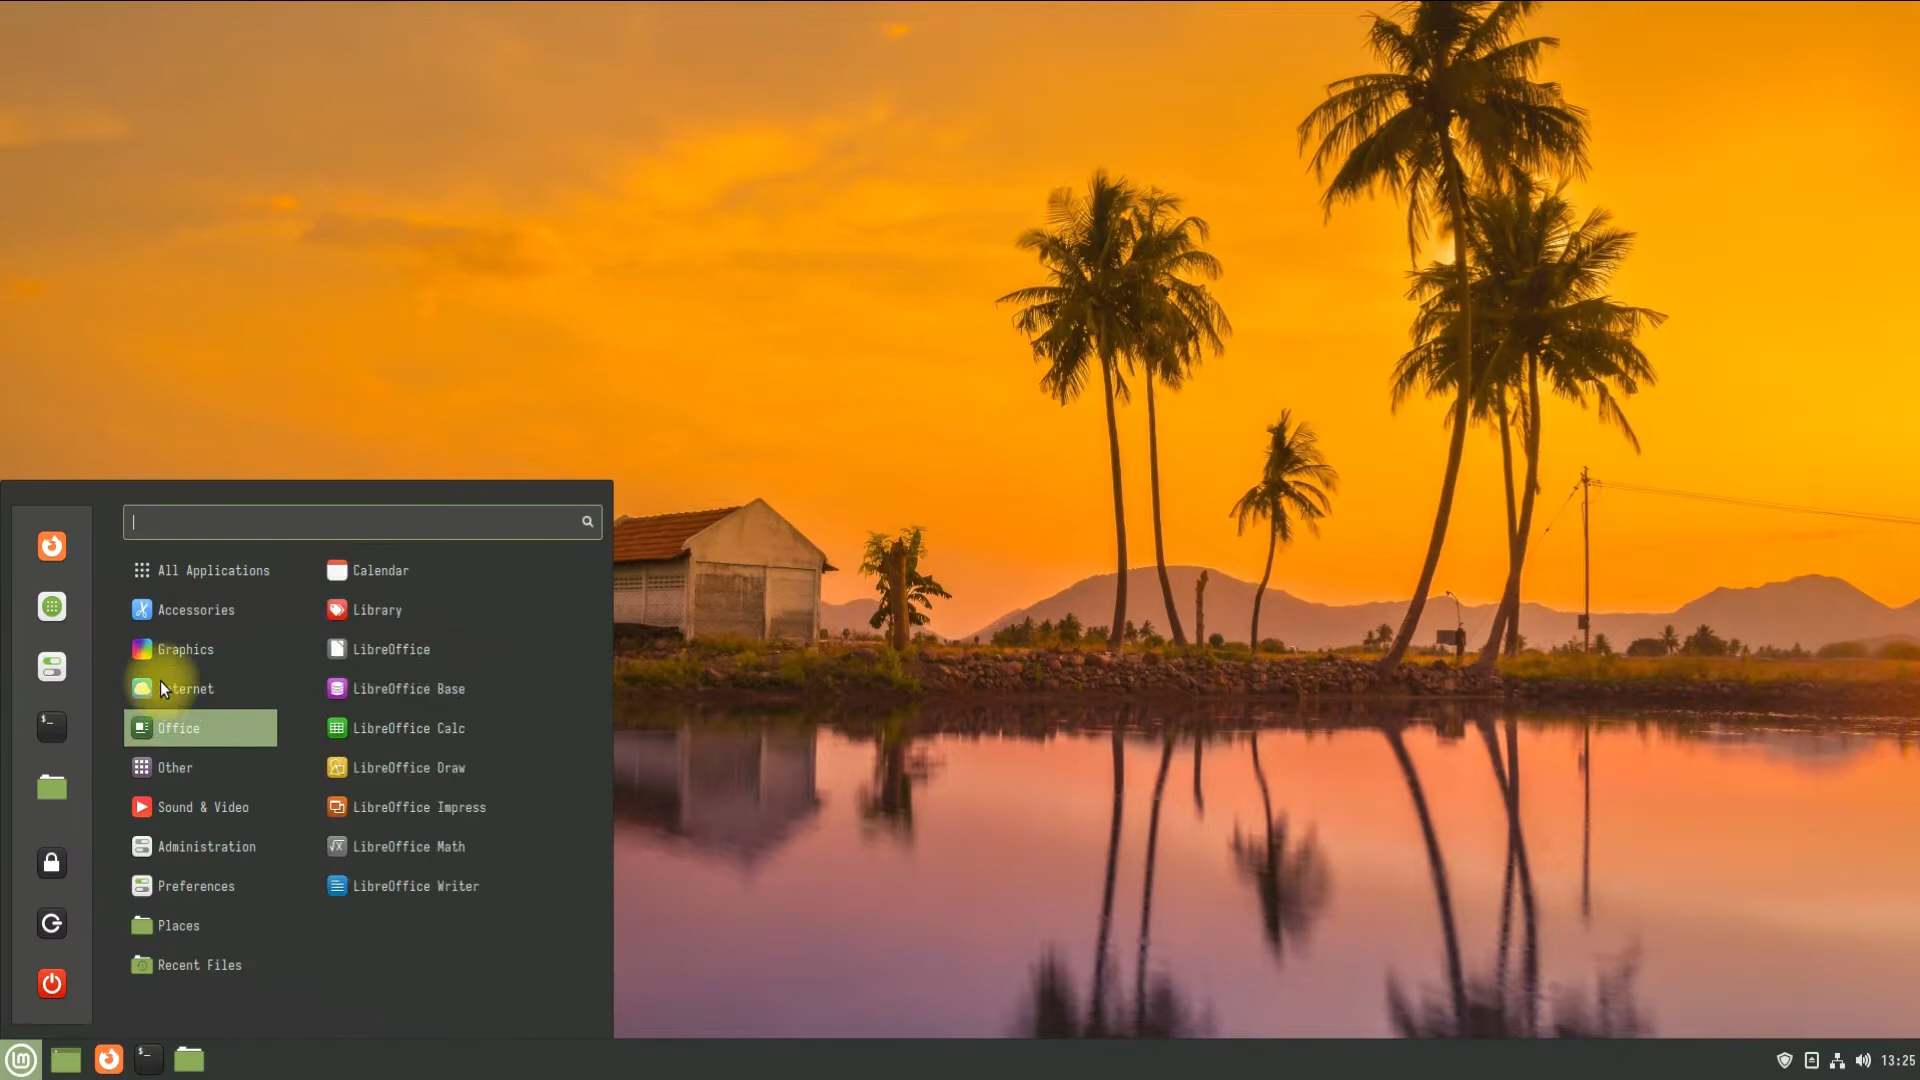 All Applications
Accessories
Graphics
Internet
Office
Other
Sound & Video
Administration
Preferences
Places
Recent Files
Calendar
Library
LibreOffice
LibreOffice Base
LibreOffice Calc
LibreOffice Draw
LibreOffice Impress
LibreOffice Math
LibreOffice Writer
13:25